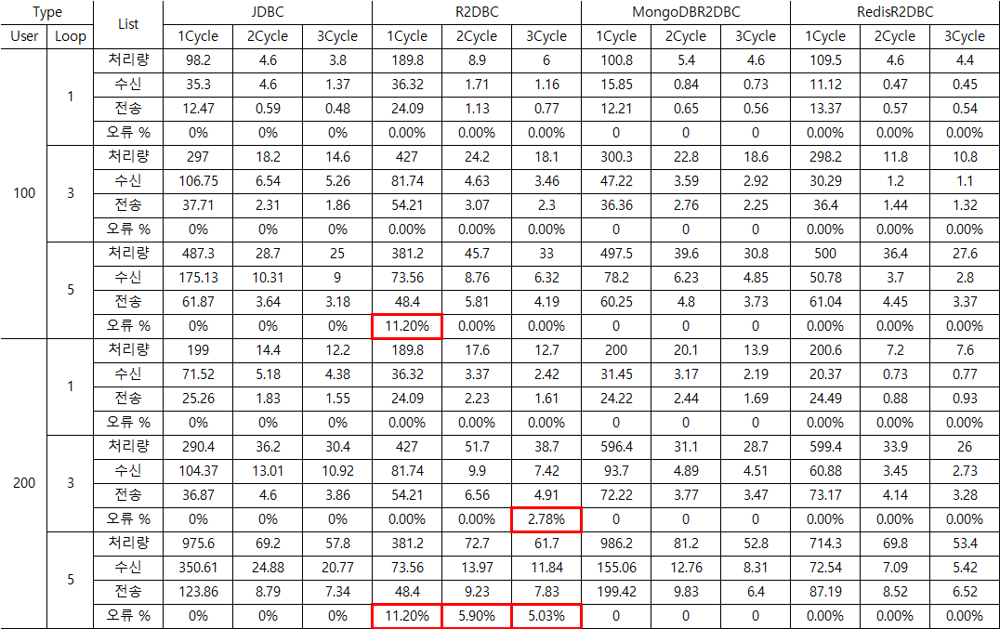 Type List JDBC R2DBC MongoDBR2DBC RedisR2DBC
User Loop 1Cycle 2Cycle 3Cycle 1Cycle 2Cycle 3Cycle 1Cycle 2Cycle 3Cycle 1Cycle 2Cycle 3Cycle
100 1 처리량 98.2 4.6 3.8 189.8 8.9 6 100.8 5.4 4.6 109.5 4.6 4.4
수신 35.3 4.6 1.37 36.32 1.71 1.16 15.85 0.84 0.73 11.12 0.47 0.45
전송 12.47 0.59 0.48 24.09 1.13 0.77 12.21 0.65 0.56 13.37 0.57 0.54
오류 % 0% 0% 0% 0.00% 0.00% 0.00% 0 0 0 0.00% 0.00% 0.00%
3 처리량 297 18.2 14.6 427 24.2 18.1 300.3 22.8 18.6 298.2 11.8 10.8
수신 106.75 6.54 5.26 81.74 4.63 3.46 47.22 3.59 2.92 30.29 1.2 1.1
전송 37.71 2.31 1.86 54.21 3.07 2.3 36.36 2.76 2.25 36.4 1.44 1.32
오류 % 0% 0% 0% 0.00% 0.00% 0.00% 0 0 0 0.00% 0.00% 0.00%
5 처리량 487.3 28.7 25 381.2 45.7 33 497.5 39.6 30.8 500 36.4 27.6
수신 175.13 10.31 9 73.56 8.76 6.32 78.2 6.23 4.85 50.78 3.7 2.8
전송 61.87 3.64 3.18 48.4 5.81 4.19 60.25 4.8 3.73 61.04 4.45 3.37
오류 % 0% 0% 0% 11.20% 0.00% 0.00% 0 0 0 0.00% 0.00% 0.00%
200 1 처리량 199 14.4 12.2 189.8 17.6 12.7 200 20.1 13.9 200.6 7.2 7.6
수신 71.52 5.18 4.38 36.32 3.37 2.42 31.45 3.17 2.19 20.37 0.73 0.77
전송 25.26 1.83 1.55 24.09 2.23 1.61 24.22 2.44 1.69 24.49 0.88 0.93
오류 % 0% 0% 0% 0.00% 0.00% 0.00% 0 0 0 0.00% 0.00% 0.00%
3 처리량 290.4 36.2 30.4 427 51.7 38.7 596.4 31.1 28.7 599.4 33.9 26
수신 104.37 13.01 10.92 81.74 9.9 7.42 93.7 4.89 4.51 60.88 3.45 2.73
전송 36.87 4.6 3.86 54.21 6.56 4.91 72.22 3.77 3.47 73.17 4.14 3.28
오류 % 0% 0% 0% 0.00% 0.00% 2.78% 0 0 0 0.00% 0.00% 0.00%
5 처리량 975.6 69.2 57.8 381.2 72.7 61.7 986.2 81.2 52.8 714.3 69.8 53.4
수신 350.61 24.88 20.77 73.56 13.97 11.84 155.06 12.76 8.31 72.54 7.09 5.42
전송 123.86 8.79 7.34 48.4 9.23 7.83 199.42 9.83 6.4 87.19 8.52 6.52
오류 % 0% 0% 0% 11.20% 5.90% 5.03% 0 0 0 0.00% 0.00% 0.00%